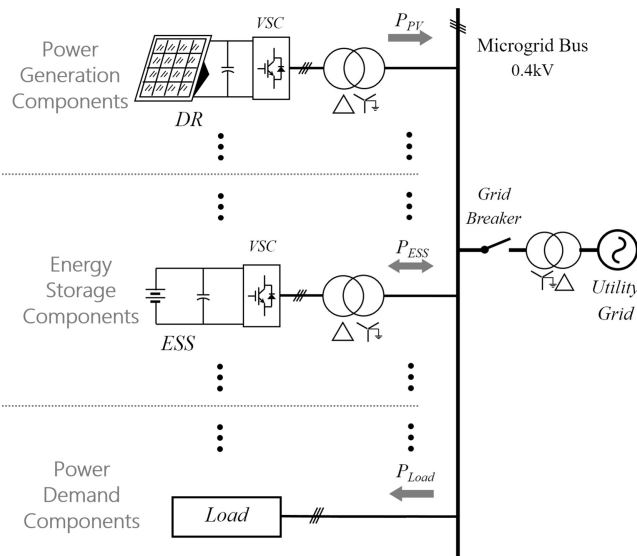 Power
Generation
Components
DR
VSC
P_PV
Microgrid Bus
0.4kV
Grid
Breaker
Utility
Grid
Energy
Storage
Components
ESS
VSC
P_ESS
Power
Demand
Components
Load
P_Load